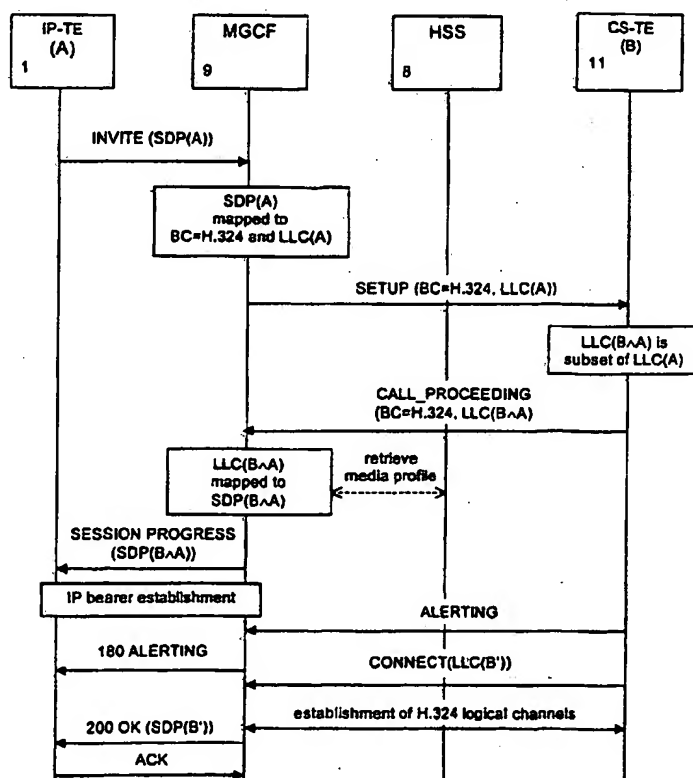 IP-TE
(A)
1
MGCF
9
HSS
8
CS-TE
(B)
11
INVITE (SDP(A))
SDP(A)
mapped to
BC=H.324 and LLC(A)
SETUP (BC=H.324, LLC(A))
LLC(B∧A) is
subset of LLC(A)
CALL_PROCEEDING
(BC=H.324, LLC(B∧A)
LLC(B∧A)
mapped to
SDP(B∧A)
retrieve
media profile
SESSION PROGRESS
(SDP(B∧A))
IP bearer establishment
ALERTING
180 ALERTING
CONNECT(LLC(B'))
establishment of H.324 logical channels
200 OK (SDP(B'))
ACK